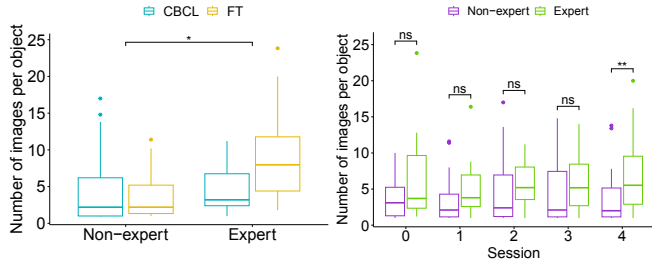 CBCL FT
Number of images per object
25
20
15
10
5
0
*
Non−expert Expert
Non−expert Expert
Number of images per object
25
20
15
10
5
0
ns
ns
ns
ns
**
0 1 2 3 4
Session